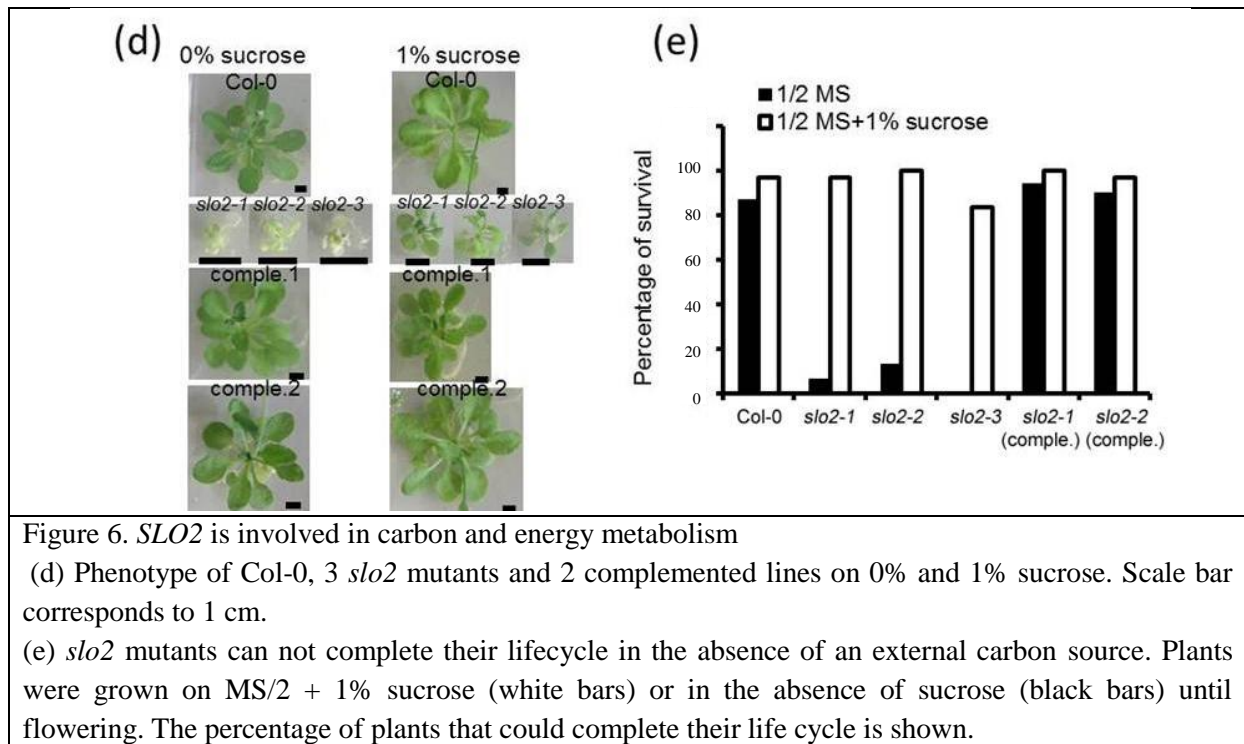 (d)
0% sucrose
1% sucrose
Col-0
Col-0
slo2-1 slo2-2 slo2-3
slo2-1 slo2-2 slo2-3
comple.1
comple.1
comple.2
comple.2
(e)
1/2 MS
1/2 MS+1% sucrose
Percentage of survival
100
80
60
40
20
0
Col-0
slo2-1
slo2-2
slo2-3
slo2-1
(comple.)
slo2-2
(comple.)
Figure 6. SLO2 is involved in carbon and energy metabolism
(d) Phenotype of Col-0, 3 slo2 mutants and 2 complemented lines on 0% and 1% sucrose. Scale bar
corresponds to 1 cm.
(e) slo2 mutants can not complete their lifecycle in the absence of an external carbon source. Plants
were grown on MS/2 + 1% sucrose (white bars) or in the absence of sucrose (black bars) until
flowering. The percentage of plants that could complete their life cycle is shown.